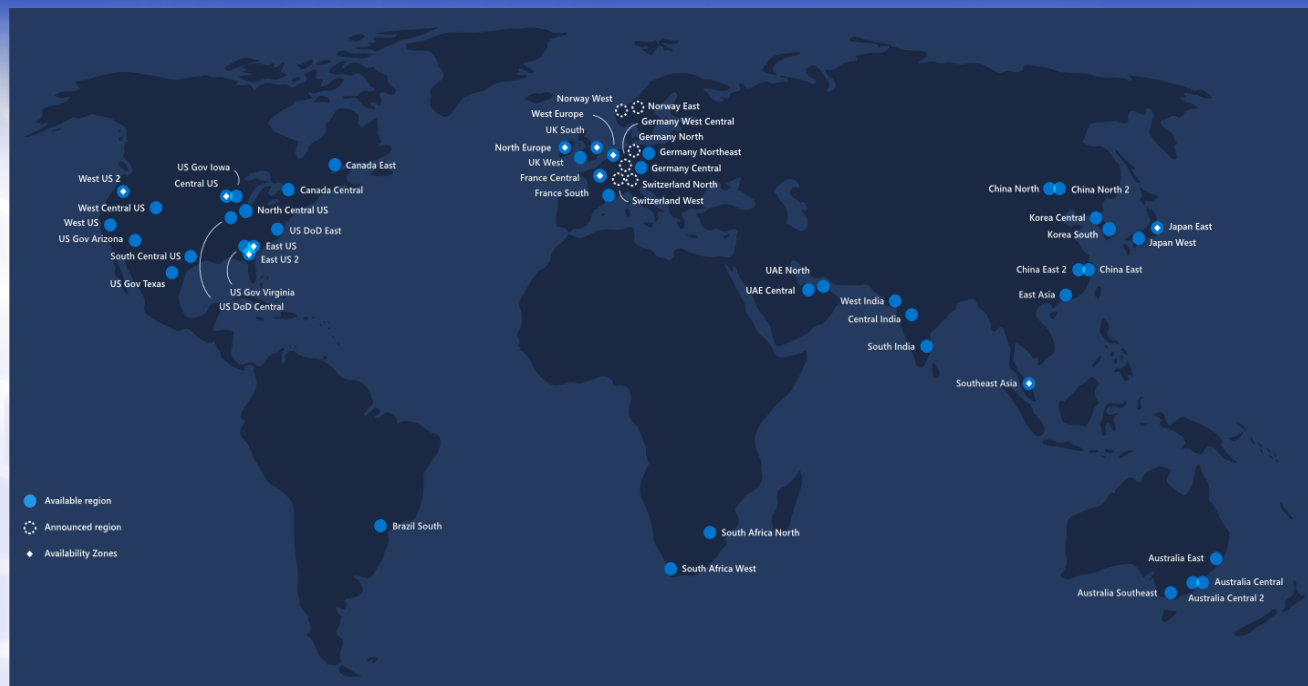 Norway West
Norway East
West Europe
Germany West Central
UK South
Germany North
North Europe
Germany Northeast
UK West
Germany Central
France Central
Switzerland North
France South
Switzerland West
US Gov Iowa
Canada East
West US 2
Central US
Canada Central
West Central US
North Central US
West US
US DoD East
US Gov Arizona
East US
South Central US
East US 2
US Gov Texas
US Gov Virginia
US DoD Central
China North
China North 2
Korea Central
Japan East
Korea South
Japan West
UAE North
China East 2
China East
UAE Central
East Asia
West India
Central India
South India
Southeast Asia
Available region
Announced region
Availability Zones
Brazil South
South Africa North
South Africa West
Australia East
Australia Central
Australia Southeast
Australia Central 2